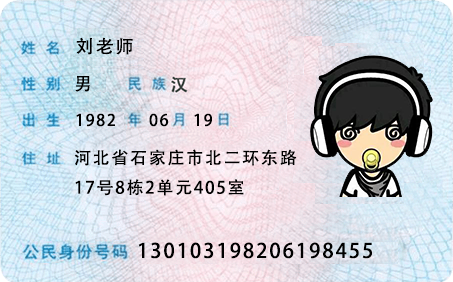 姓名 刘老师
性别 男 民族 汉
出生 1982 年 06 月 19 日
住址 河北省石家庄市北二环东路
17号8栋2单元405室
公民身份号码 130103198206198455